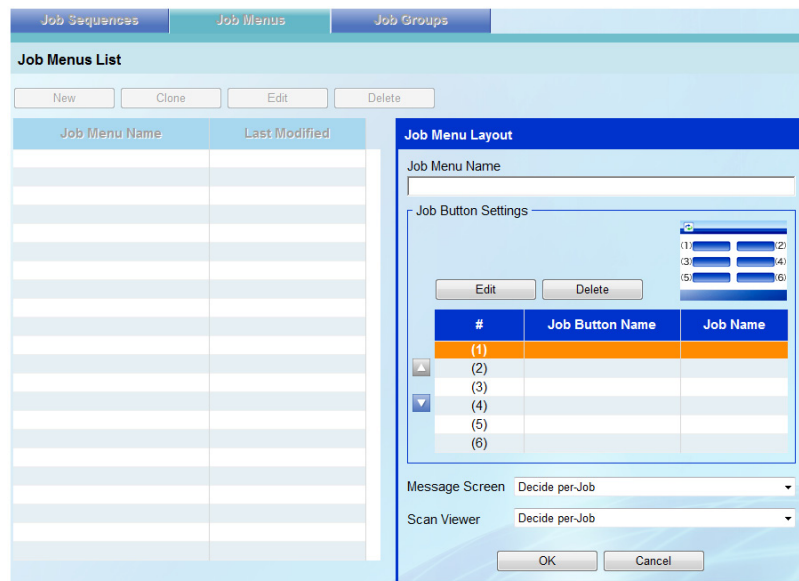 Job Sequences Job Menus Job Groups
Job Menus List
New Clone Edit Delete
Job Menu Name Last Modified
Job Menu Layout
Job Menu Name
Job Button Settings
(1) (2)
(3) (4)
(5) (6)
Edit Delete
# Job Button Name Job Name
(1)
(2)
(3)
(4)
(5)
(6)
Message Screen Decide per-Job
Scan Viewer Decide per-Job
OK Cancel